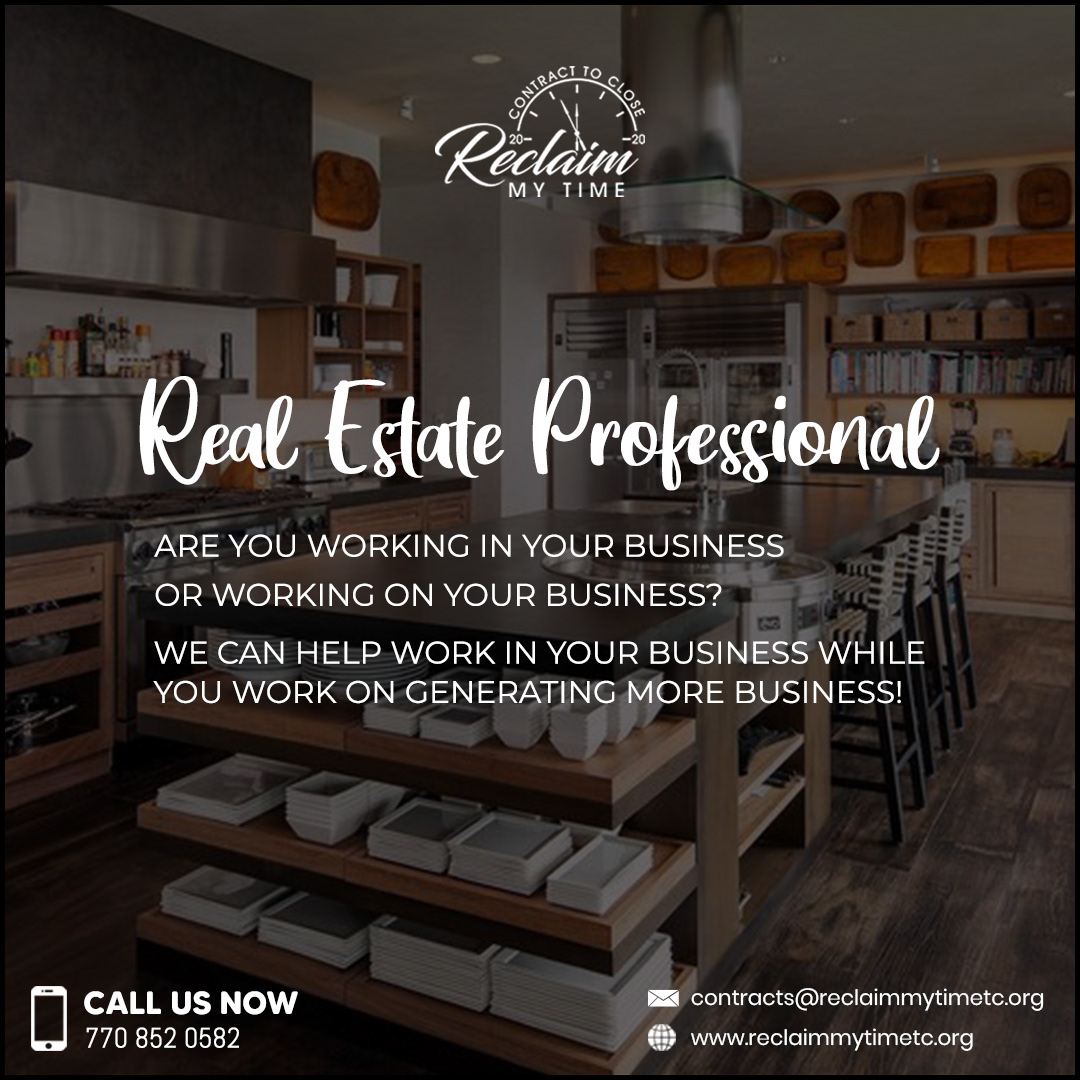 CONTRACT TO CLOSE
20 20
Reclaim
MY TIME
Real Estate Professional
ARE YOU WORKING IN YOUR BUSINESS
OR WORKING ON YOUR BUSINESS?
WE CAN HELP WORK IN YOUR BUSINESS WHILE
YOU WORK ON GENERATING MORE BUSINESS!
CALL US NOW
770 852 0582
contracts@reclaimmytimetc.org
www.reclaimmytimetc.org